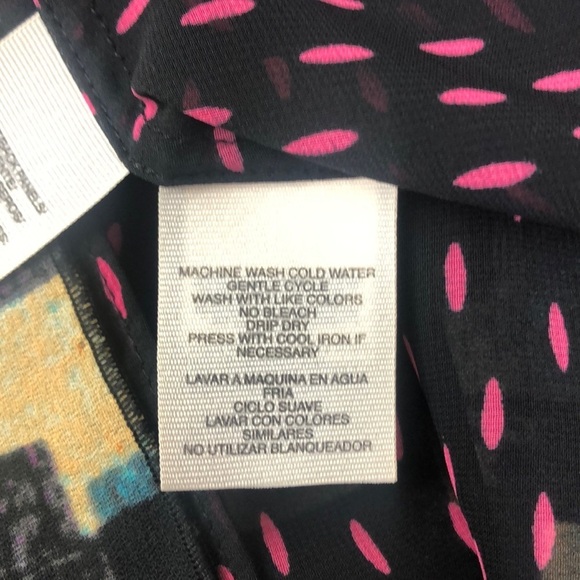 MACHINE WASH COLD WATER
GENTLE CYCLE
WASH WITH LIKE COLORS
NO BLEACH
DRIP DRY
PRESS WITH COOL IRON IF
NECESSARY
LAVAR A MAQUINA EN AGUA
FRIA
CICLO SUAVE
LAVAR CON COLORES
SIMILARES
NO UTILIZAR BLANQUEADOR